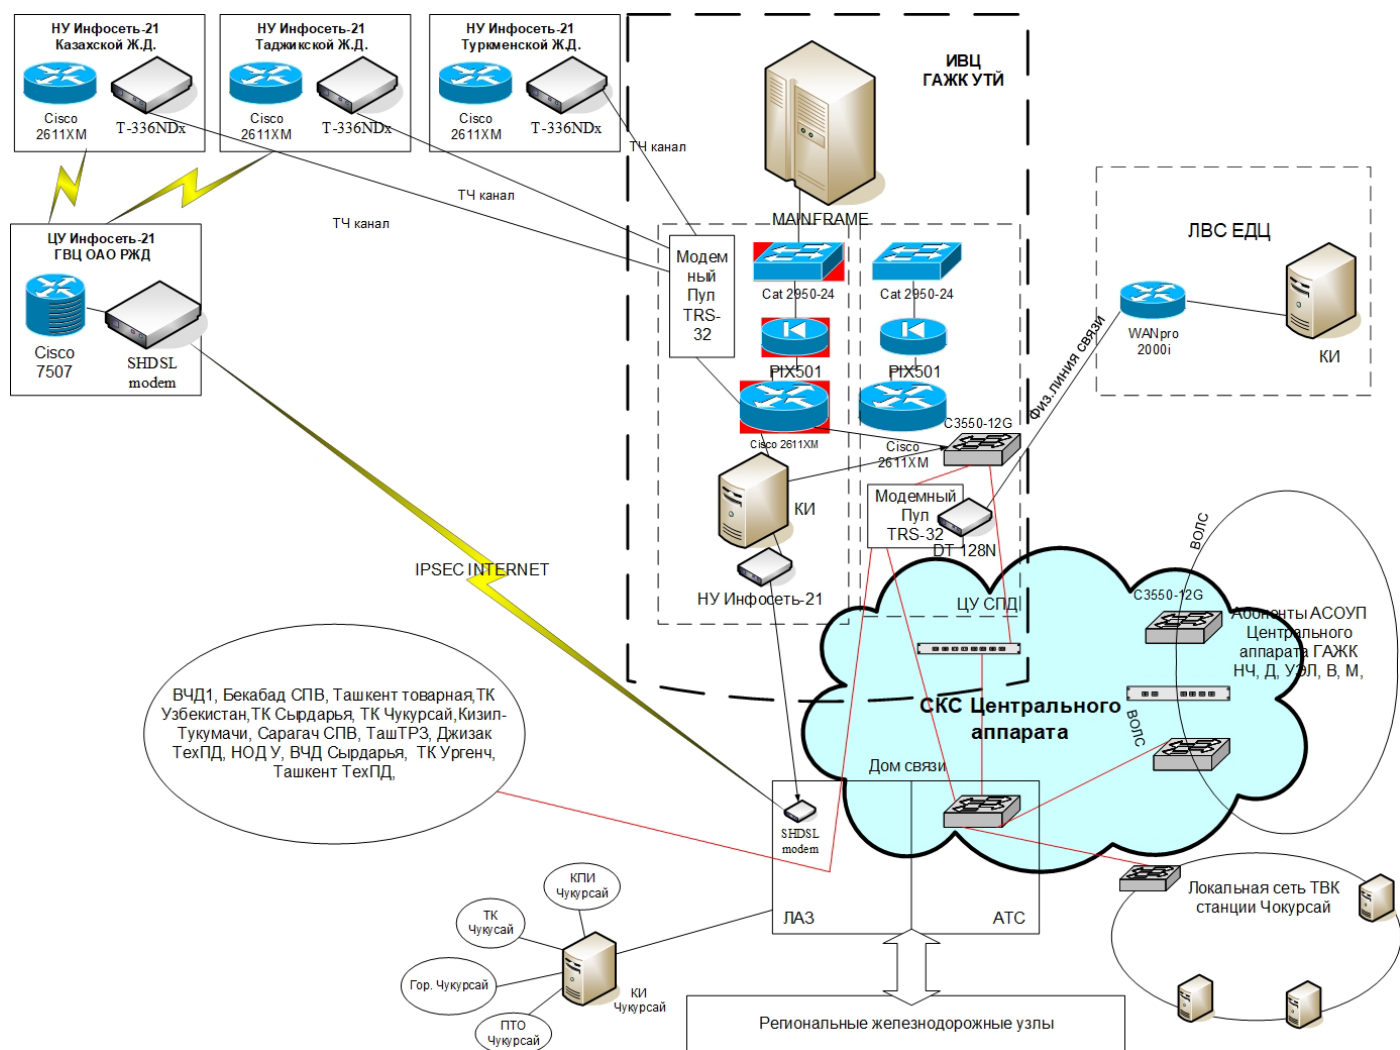 НУ Инфосеть-21
Казахской Ж.Д.
Cisco
2611XM
T-336NDx
НУ Инфосеть-21
Таджикской Ж.Д.
Cisco
2611XM
T-336NDx
НУ Инфосеть-21
Туркменской Ж.Д.
Cisco
2611XM
T-336NDx
ИВЦ
ГАЖК УТЙ
MAINFRAME
ТЧ канал
ТЧ канал
ТЧ канал
ЦУ Инфосеть-21
ГВЦ ОАО РЖД
Cisco
7507
SHDSL
modem
Модем
ный
Пул
TRS-
32
Cat 2950-24
PIX501
Cisco 2611XM
Cat 2950-24
PIX501
Cisco
2611XM
C3550-12G
ЛВС ЕДЦ
WANpro
2000i
КИ
Физ.линия связи
КИ
НУ Инфосеть-21
Модемный
Пул
TRS-32
DT 128N
ЦУ СПД
IPSEC INTERNET
ВОЛС
C3550-12G
Абоненты АСОУП
Центрального
аппарата ГАЖК
НЧ, Д, УЭЛ, В, М,
ВОЛС
СКС Центрального
аппарата
ВЧД1, Бекабад СПВ, Ташкент товарная,ТК
Узбекистан,ТК Сырдарья, ТК Чукурсай,Кизил-
Тукумачи, Сарагач СПВ, ТашТРЗ, Джизак
ТехПД, НОД У, ВЧД Сырдарья, ТК Ургенч,
Ташкент ТехПД,
Дом связи
SHDSL
modem
ЛАЗ
АТС
Локальная сеть ТВК
станции Чокурсай
КПИ
Чукурсай
ТК
Чукусай
Гор. Чукурсай
ПТО
Чукурсай
КИ
Чукурсай
Региональные железнодорожные узлы